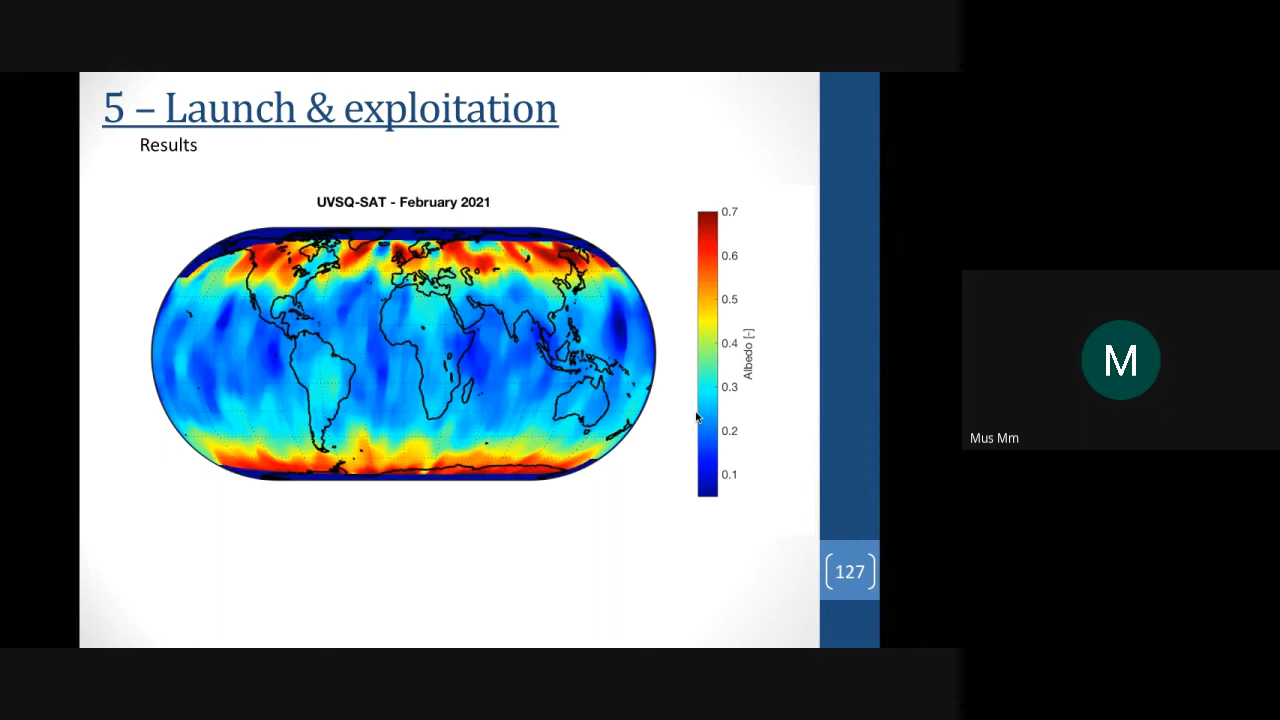 5 – Launch & exploitation
Results
UVSQ-SAT - February 2021
0.7
0.6
0.5
0.4
0.3
0.2
0.1
Albedo [-]
127
M
Mus Mm